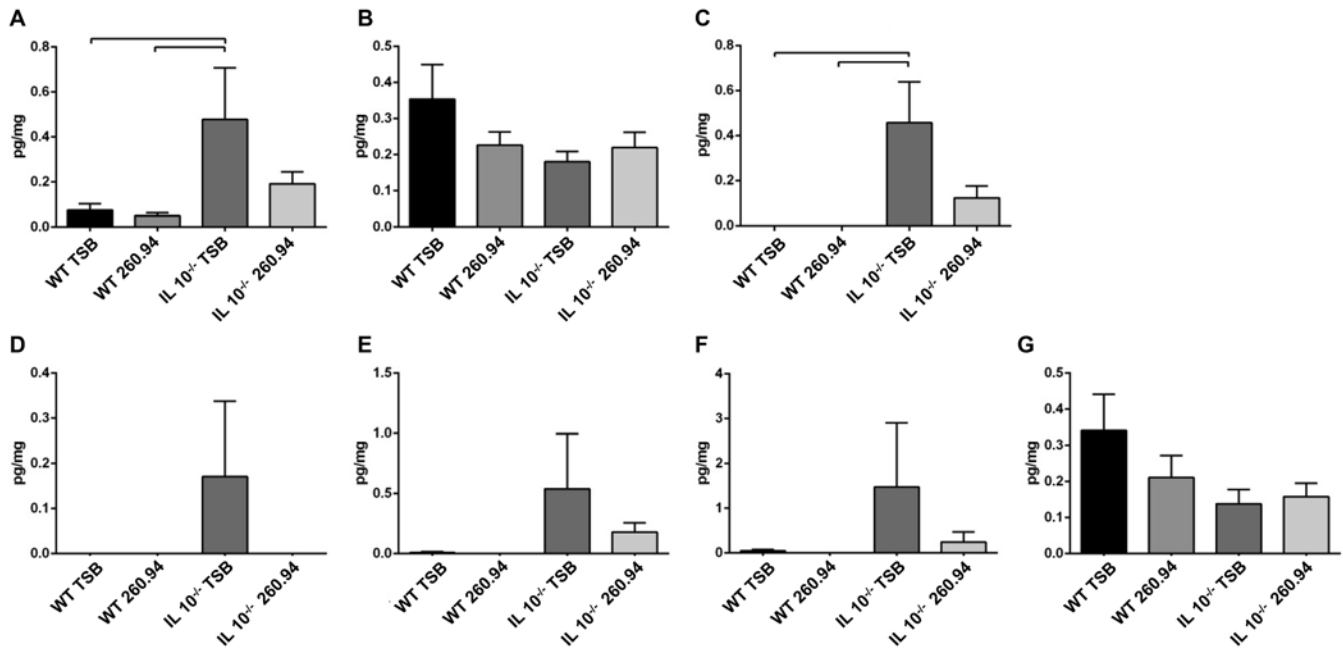 A
pg/mg
0.8
0.6
0.4
0.2
0.0
WT TSB
WT 260.94
IL 10-/- TSB
IL 10-/- 260.94
B
pg/mg
0.5
0.4
0.3
0.2
0.1
0.0
WT TSB
WT 260.94
IL 10-/- TSB
IL 10-/- 260.94
C
pg/mg
0.8
0.6
0.4
0.2
0.0
WT TSB
WT 260.94
IL 10-/- TSB
IL 10-/- 260.94
D
pg/mg
0.4
0.3
0.2
0.1
0.0
WT TSB
WT 260.94
IL 10-/- TSB
IL 10-/- 260.94
E
pg/mg
1.5
1.0
0.5
0.0
WT TSB
WT 260.94
IL 10-/- TSB
IL 10-/- 260.94
F
pg/mg
4
3
2
1
0
WT TSB
WT 260.94
IL 10-/- TSB
IL 10-/- 260.94
G
pg/mg
0.5
0.4
0.3
0.2
0.1
0.0
WT TSB
WT 260.94
IL 10-/- TSB
IL 10-/- 260.94